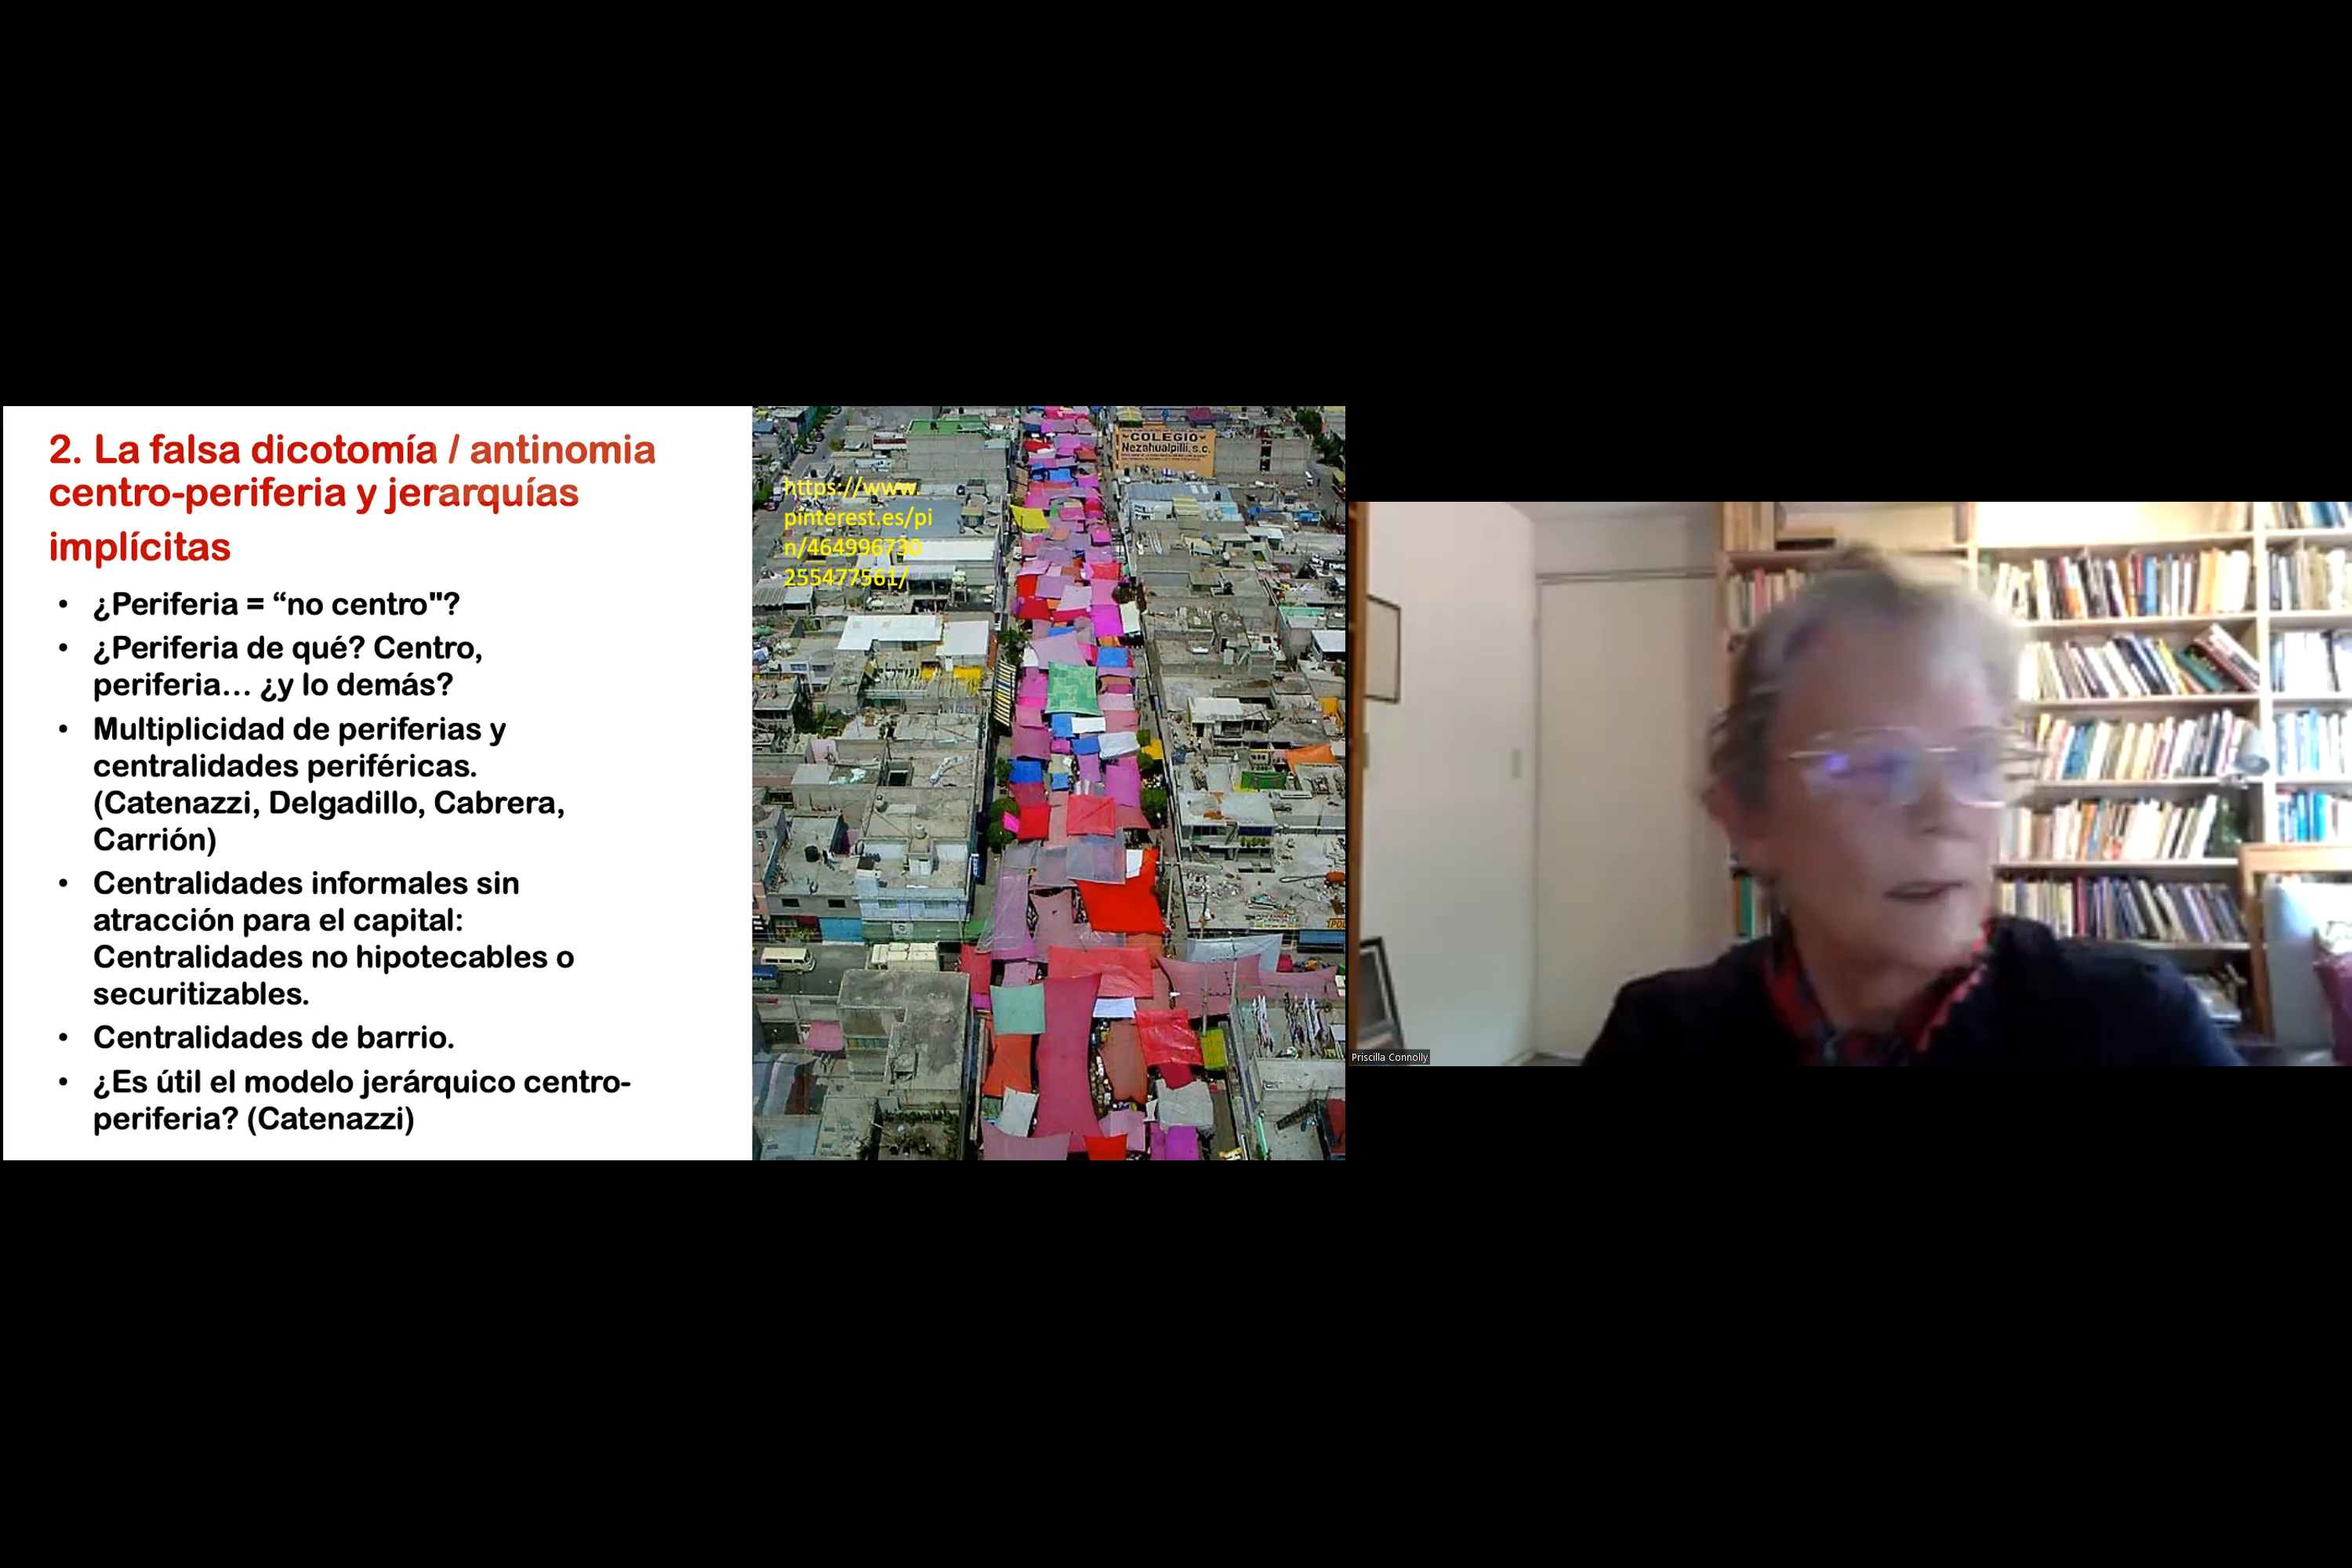 2. La falsa dicotomía / antinomia
centro-periferia y jerarquías
implícitas
• ¿Periferia = “no centro"?
• ¿Periferia de qué? Centro,
periferia... ¿y lo demás?
• Multiplicidad de periferias y
centralidades periféricas.
(Catenazzi, Delgadillo, Cabrera,
Carrión)
• Centralidades informales sin
atracción para el capital:
Centralidades no hipotecables o
securitizables.
• Centralidades de barrio.
• ¿Es útil el modelo jerárquico centro-
periferia? (Catenazzi)
https://www.
pinterest.es/pi
n/464996730
255477561/
COLEGIO
Nezahualpilli, s.c.
Priscilla Connolly